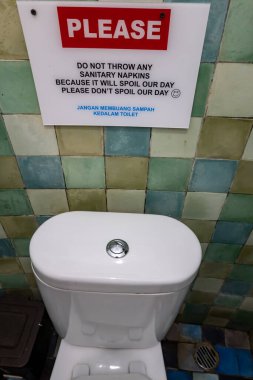 PLEASE
DO NOT THROW ANY
SANITARY NAPKINS
BECAUSE IT WILL SPOIL OUR DAY
PLEASE DON'T SPOIL OUR DAY
JANGAN MEMBUANG SAMPAH
KEDALAM TOILET